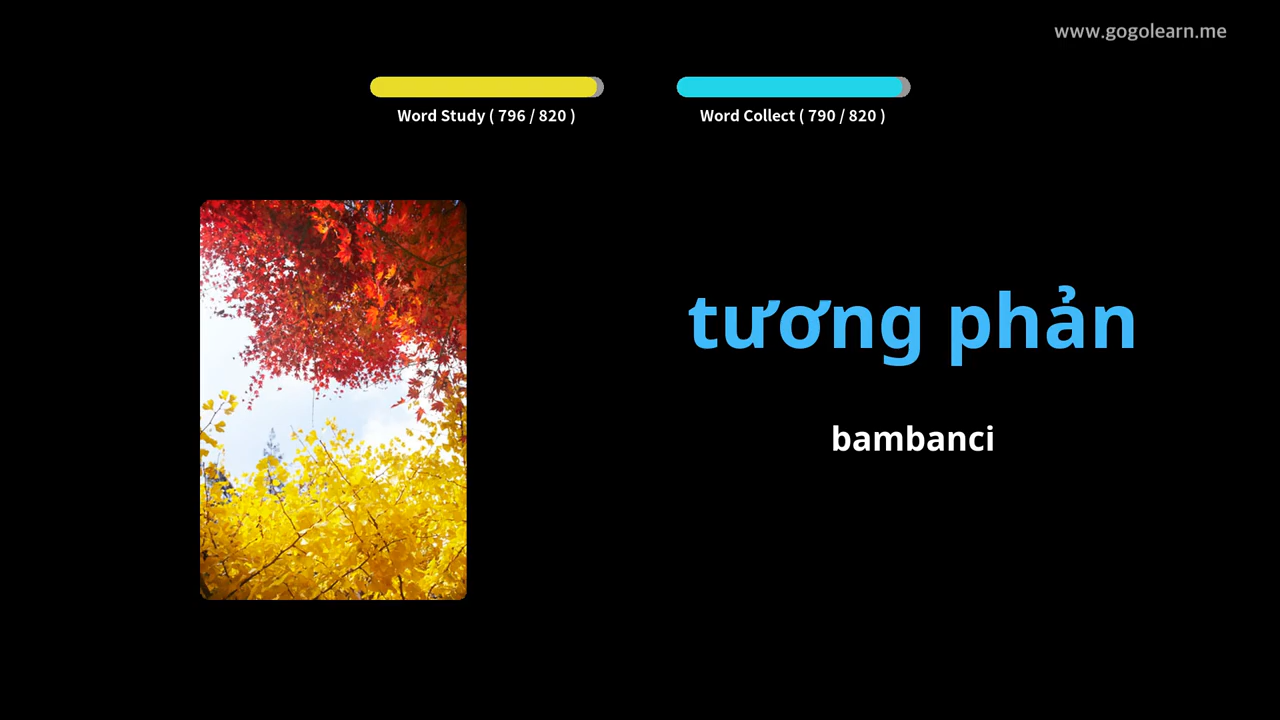 www.gogolearn.me
Word Study ( 796 / 820 )
Word Collect ( 790 / 820 )
tương phản
bambanci